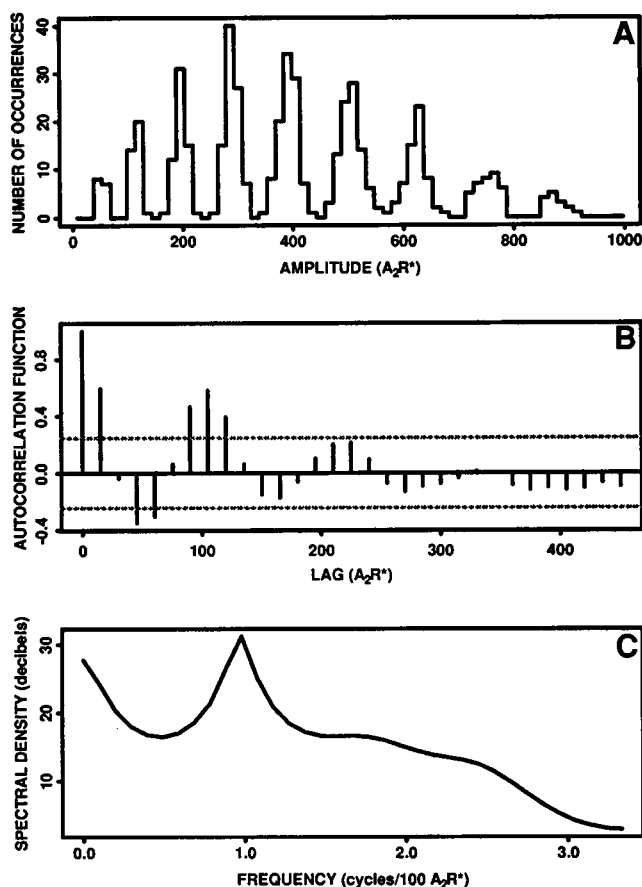 A
NUMBER OF OCCURRENCES
40
30
20
10
0
0 200 400 600 800 1000
AMPLITUDE (A₂R*)
B
AUTOCORRELATION FUNCTION
0.8
0.4
0.0
-0.4
0 100 200 300 400
LAG (A₂R*)
C
SPECTRAL DENSITY (decibels)
30
20
10
0.0 1.0 2.0 3.0
FREQUENCY (cycles/100 A₂R*)